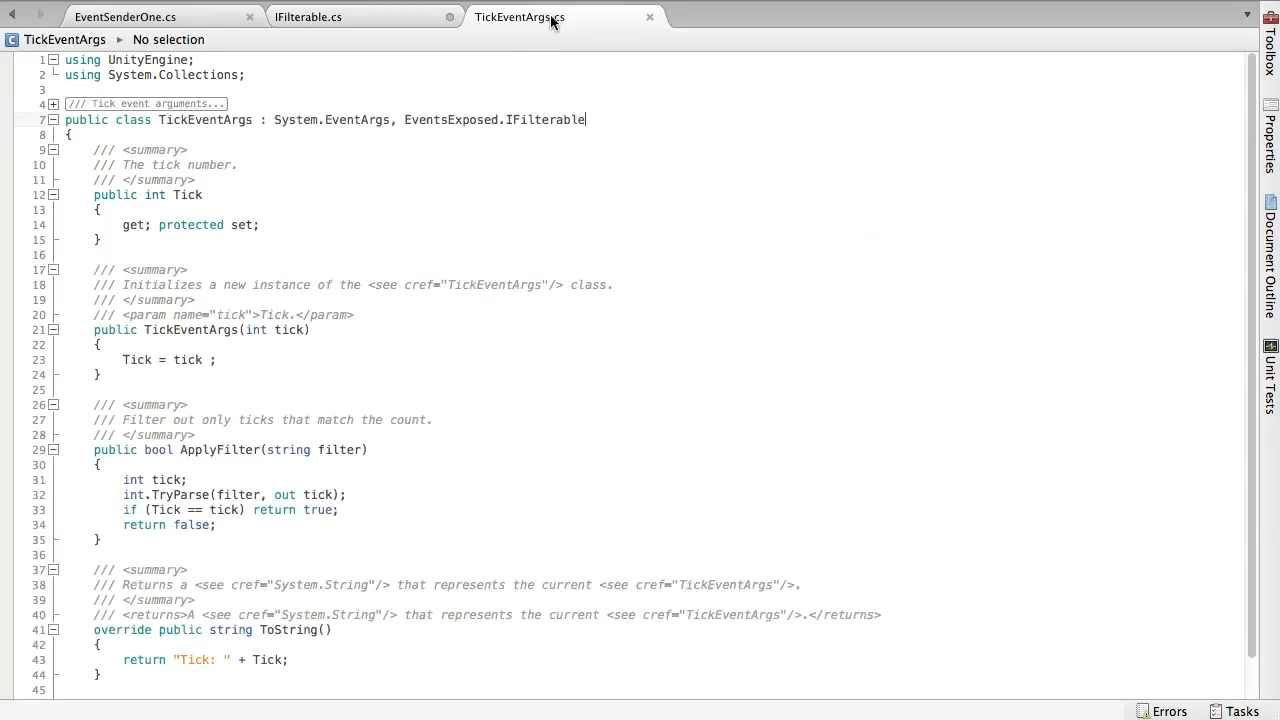 EventSenderOne.cs
IFilterable.cs
TickEventArgs.cs
TickEventArgs ▸ No selection
1 using UnityEngine;
2 using System.Collections;
3
4 /// Tick event arguments...
7 public class TickEventArgs : System.EventArgs, EventsExposed.IFilterable
8 {
9 /// <summary>
10 /// The tick number.
11 /// </summary>
12 public int Tick
13 {
14 get; protected set;
15 }
16
17 /// <summary>
18 /// Initializes a new instance of the <see cref="TickEventArgs"/> class.
19 /// </summary>
20 /// <param name="tick">Tick.</param>
21 public TickEventArgs(int tick)
22 {
23 Tick = tick ;
24 }
25
26 /// <summary>
27 /// Filter out only ticks that match the count.
28 /// </summary>
29 public bool ApplyFilter(string filter)
30 {
31 int tick;
32 int.TryParse(filter, out tick);
33 if (Tick == tick) return true;
34 return false;
35 }
36
37 /// <summary>
38 /// Returns a <see cref="System.String"/> that represents the current <see cref="TickEventArgs"/>.
39 /// </summary>
40 /// <returns>A <see cref="System.String"/> that represents the current <see cref="TickEventArgs"/>.</returns>
41 override public string ToString()
42 {
43 return "Tick: " + Tick;
44 }
45
Toolbox
Properties
Document Outline
Unit Tests
Errors
Tasks